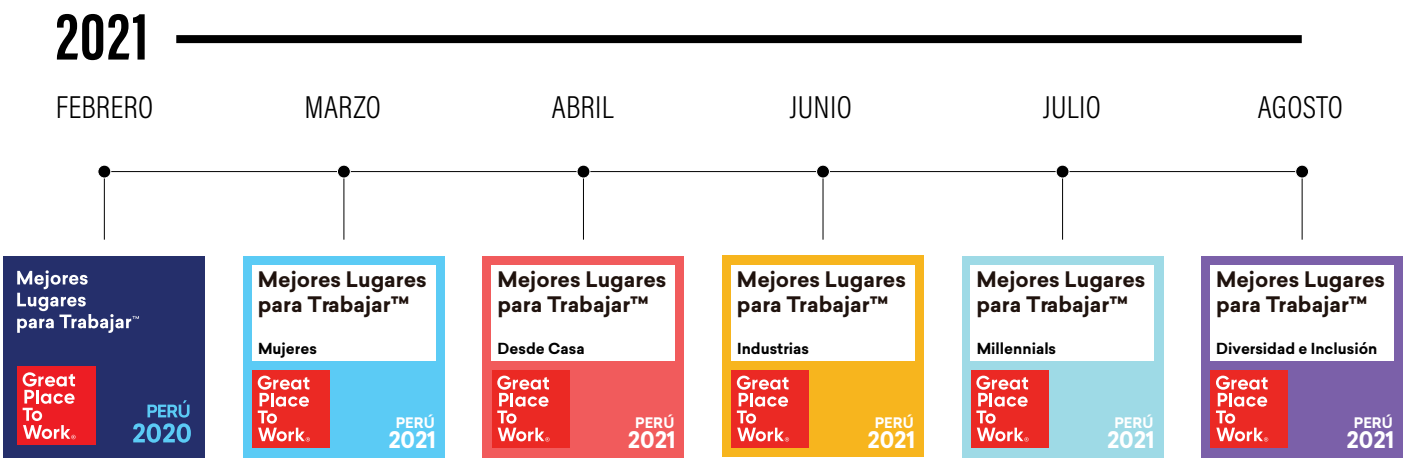 2021
FEBRERO
MARZO
ABRIL
JUNIO
JULIO
AGOSTO
Mejores
Lugares
para Trabajar™
Great
Place
To
Work®
PERÚ
2020
Mejores Lugares
para Trabajar™
Mujeres
Great
Place
To
Work®
PERÚ
2021
Mejores Lugares
para Trabajar™
Desde Casa
Great
Place
To
Work®
PERÚ
2021
Mejores Lugares
para Trabajar™
Industrias
Great
Place
To
Work®
PERÚ
2021
Mejores Lugares
para Trabajar™
Millennials
Great
Place
To
Work®
PERÚ
2021
Mejores Lugares
para Trabajar™
Diversidad e Inclusión
Great
Place
To
Work®
PERÚ
2021